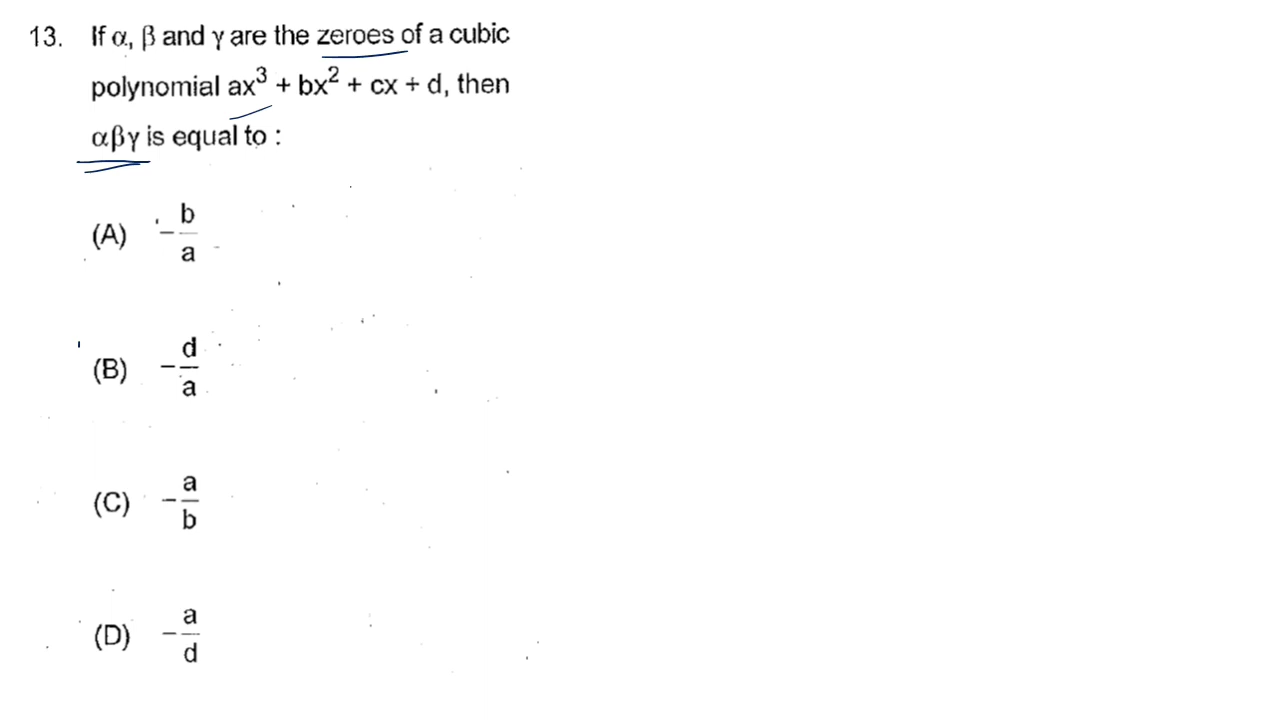 13. If α, β and γ are the zeroes of a cubic
polynomial ax³ + bx² + cx + d, then
αβγ is equal to :
(A) -b/a
(B) -d/a
(C) -a/b
(D) -a/d